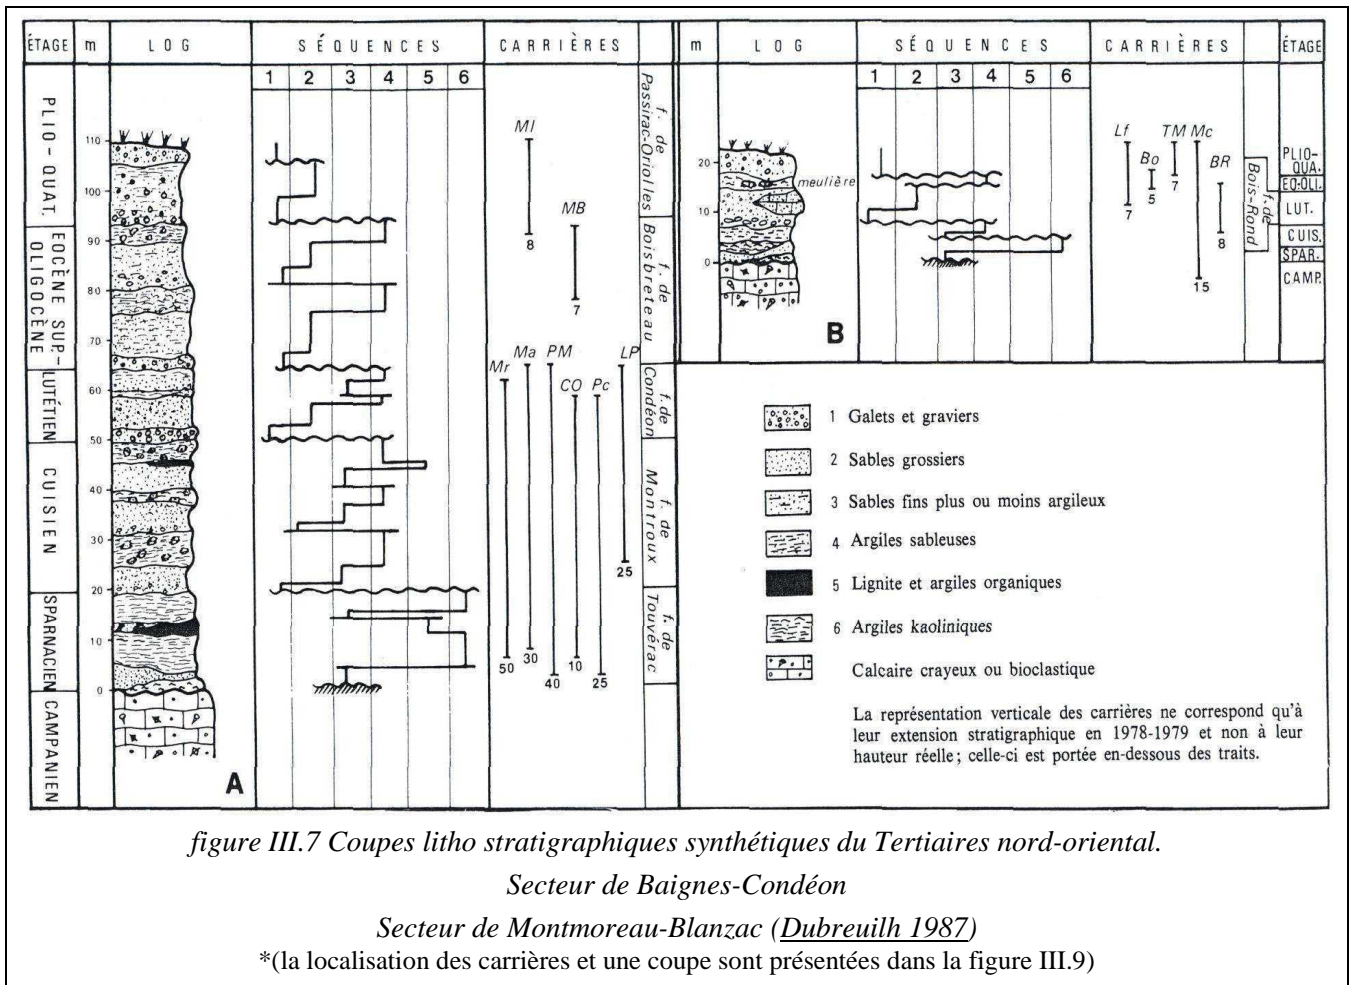 ÉTAGE m LOG SÉQUENCES CARRIÈRES
1 2 3 4 5 6
PLIO-QUAT.
EOCÈNE SUP.-
OLIGOCÈNE
LUTÉTIEN
CUISIEN
SPARNACIEN
CAMPANIEN
110
100
90
80
70
60
50
40
30
20
10
0
MI
8
MB
7
Mr
50
Ma
30
PM
40
CO
10
Pc
25
LP
25
f. de
Passirac-Oriolles
f. de
Boisbreteau
f. de
Condéon
f. de
Montroux
f. de
Touvérac
A
m LOG SÉQUENCES CARRIÈRES ÉTAGE
1 2 3 4 5 6
20
10
0
meulière
Lf
7
Bo
5
TM
7
Mc
15
BR
8
f. de
Bois-Rond
PLIO-
QUA.
EO-OLI.
LUT.
CUIS.
SPAR.
CAMP.
B
1 Galets et graviers
2 Sables grossiers
3 Sables fins plus ou moins argileux
4 Argiles sableuses
5 Lignite et argiles organiques
6 Argiles kaoliniques
Calcaire crayeux ou bioclastique
La représentation verticale des carrières ne correspond qu'à
leur extension stratigraphique en 1978-1979 et non à leur
hauteur réelle; celle-ci est portée en-dessous des traits.
figure III.7 Coupes litho stratigraphiques synthétiques du Tertiaires nord-oriental.
Secteur de Baignes-Condéon
Secteur de Montmoreau-Blanzac (Dubreuilh 1987)
*(la localisation des carrières et une coupe sont présentées dans la figure III.9)